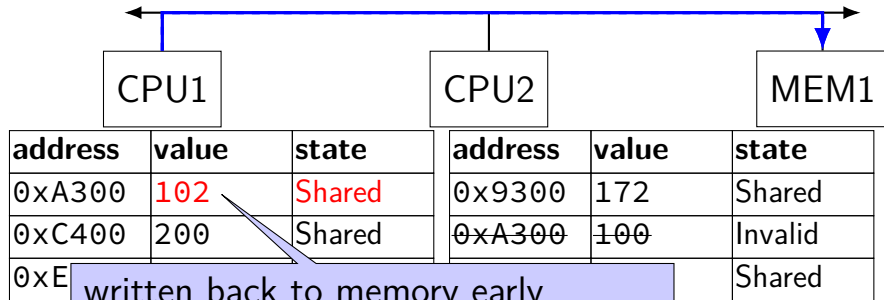 CPU1 CPU2 MEM1
address value state address value state
0xA300 102 Shared 0x9300 172 Shared
0xC400 200 Shared 0xA300 100 Invalid
0xE Shared
written back to memory early